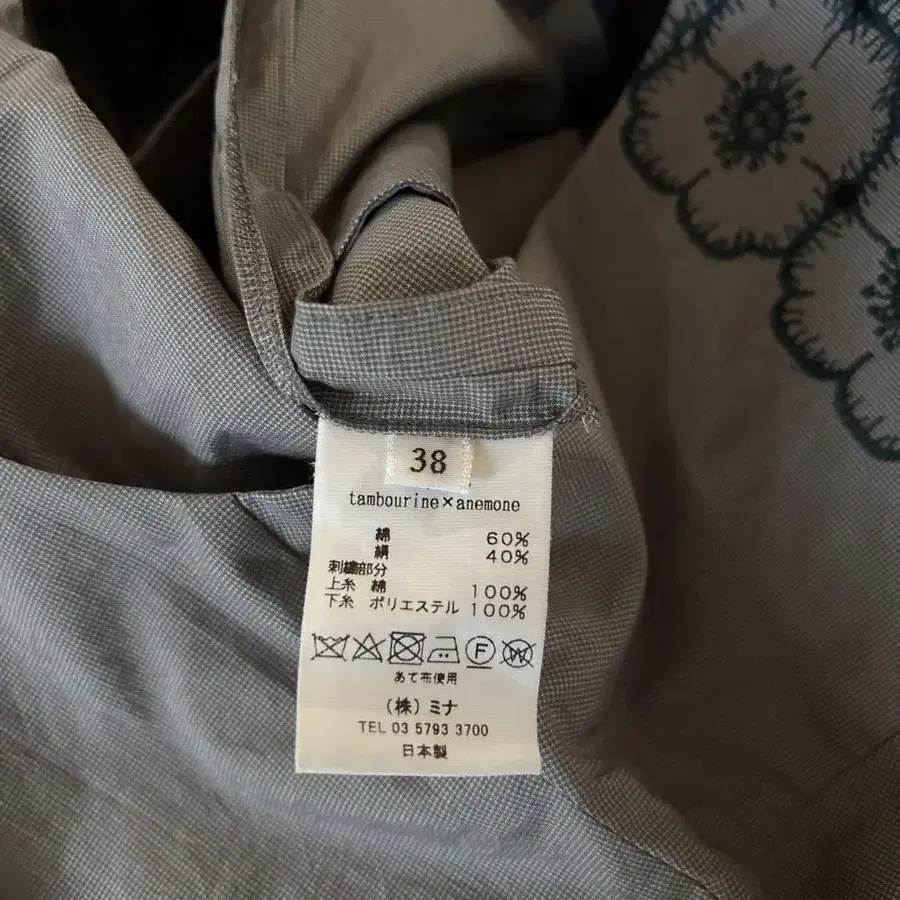 38
tambourine×anemone
綿 60%
絹 40%
刺繍部分
上糸 綿 100%
下糸 ポリエステル 100%
F W
あて布使用
(株)ミナ
TEL 03 5793 3700
日本製